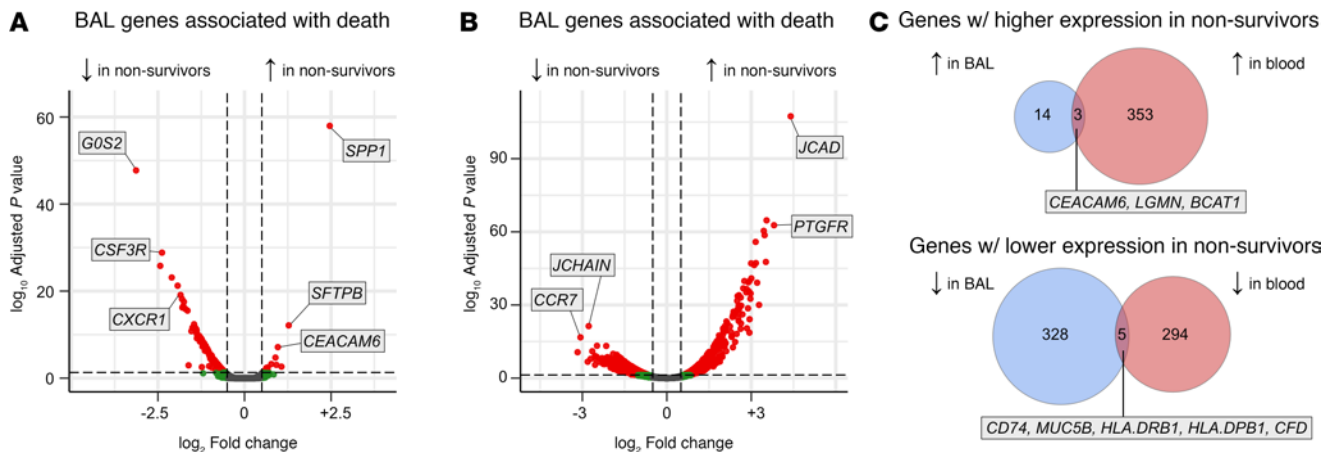 A BAL genes associated with death
↓ in non-survivors ↑ in non-survivors
60
40
20
0
log10 Adjusted P value
G0S2
SPP1
CSF3R
CXCR1
SFTPB
CEACAM6
-2.5 0 +2.5
log2 Fold change
B BAL genes associated with death
↓ in non-survivors ↑ in non-survivors
90
60
30
0
log10 Adjusted P value
JCAD
PTGFR
JCHAIN
CCR7
-3 0 +3
log2 Fold change
C Genes w/ higher expression in non-survivors
↑ in BAL ↑ in blood
14 3 353
CEACAM6, LGMN, BCAT1
Genes w/ lower expression in non-survivors
↓ in BAL ↓ in blood
328 5 294
CD74, MUC5B, HLA.DRB1, HLA.DPB1, CFD